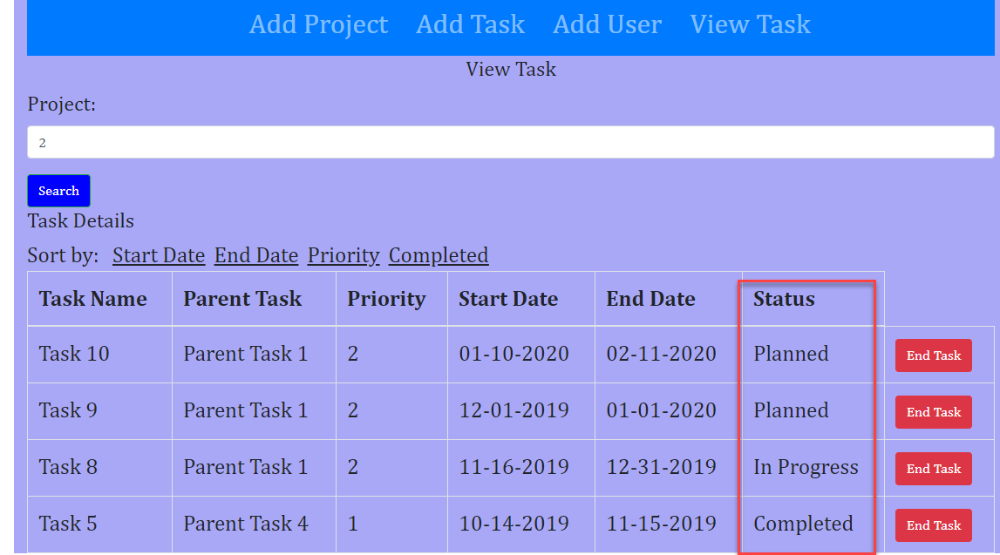 Add Project Add Task Add User View Task
View Task
Project:
2
Search
Task Details
Sort by: Start Date End Date Priority Completed
Task Name Parent Task Priority Start Date End Date Status
Task 10 Parent Task 1 2 01-10-2020 02-11-2020 Planned End Task
Task 9 Parent Task 1 2 12-01-2019 01-01-2020 Planned End Task
Task 8 Parent Task 1 2 11-16-2019 12-31-2019 In Progress End Task
Task 5 Parent Task 4 1 10-14-2019 11-15-2019 Completed End Task